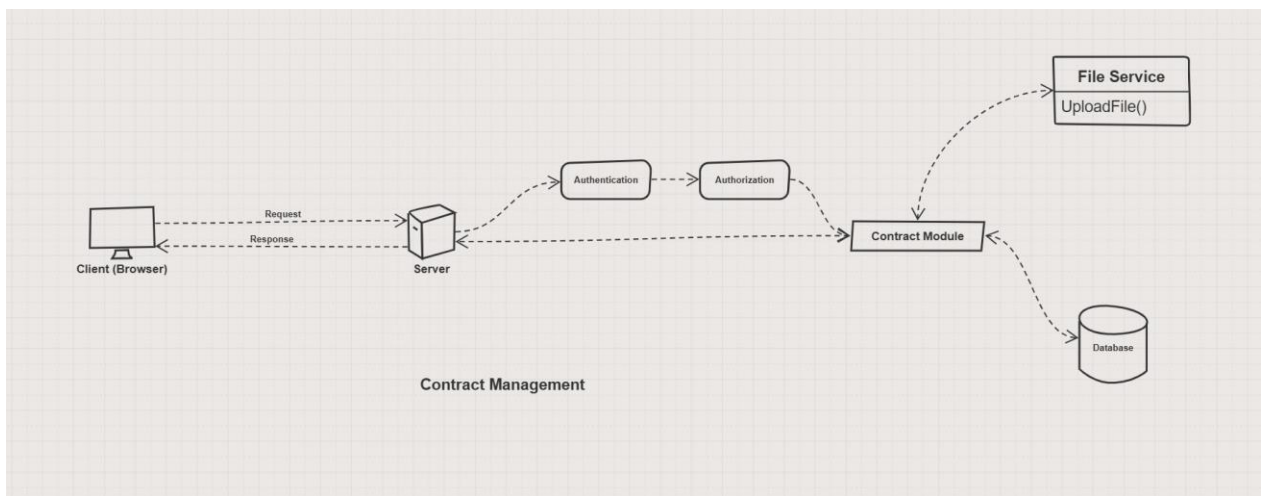 File Service
UploadFile()
Authentication
Authorization
Request
Response
Contract Module
Client (Browser)
Server
Database
Contract Management